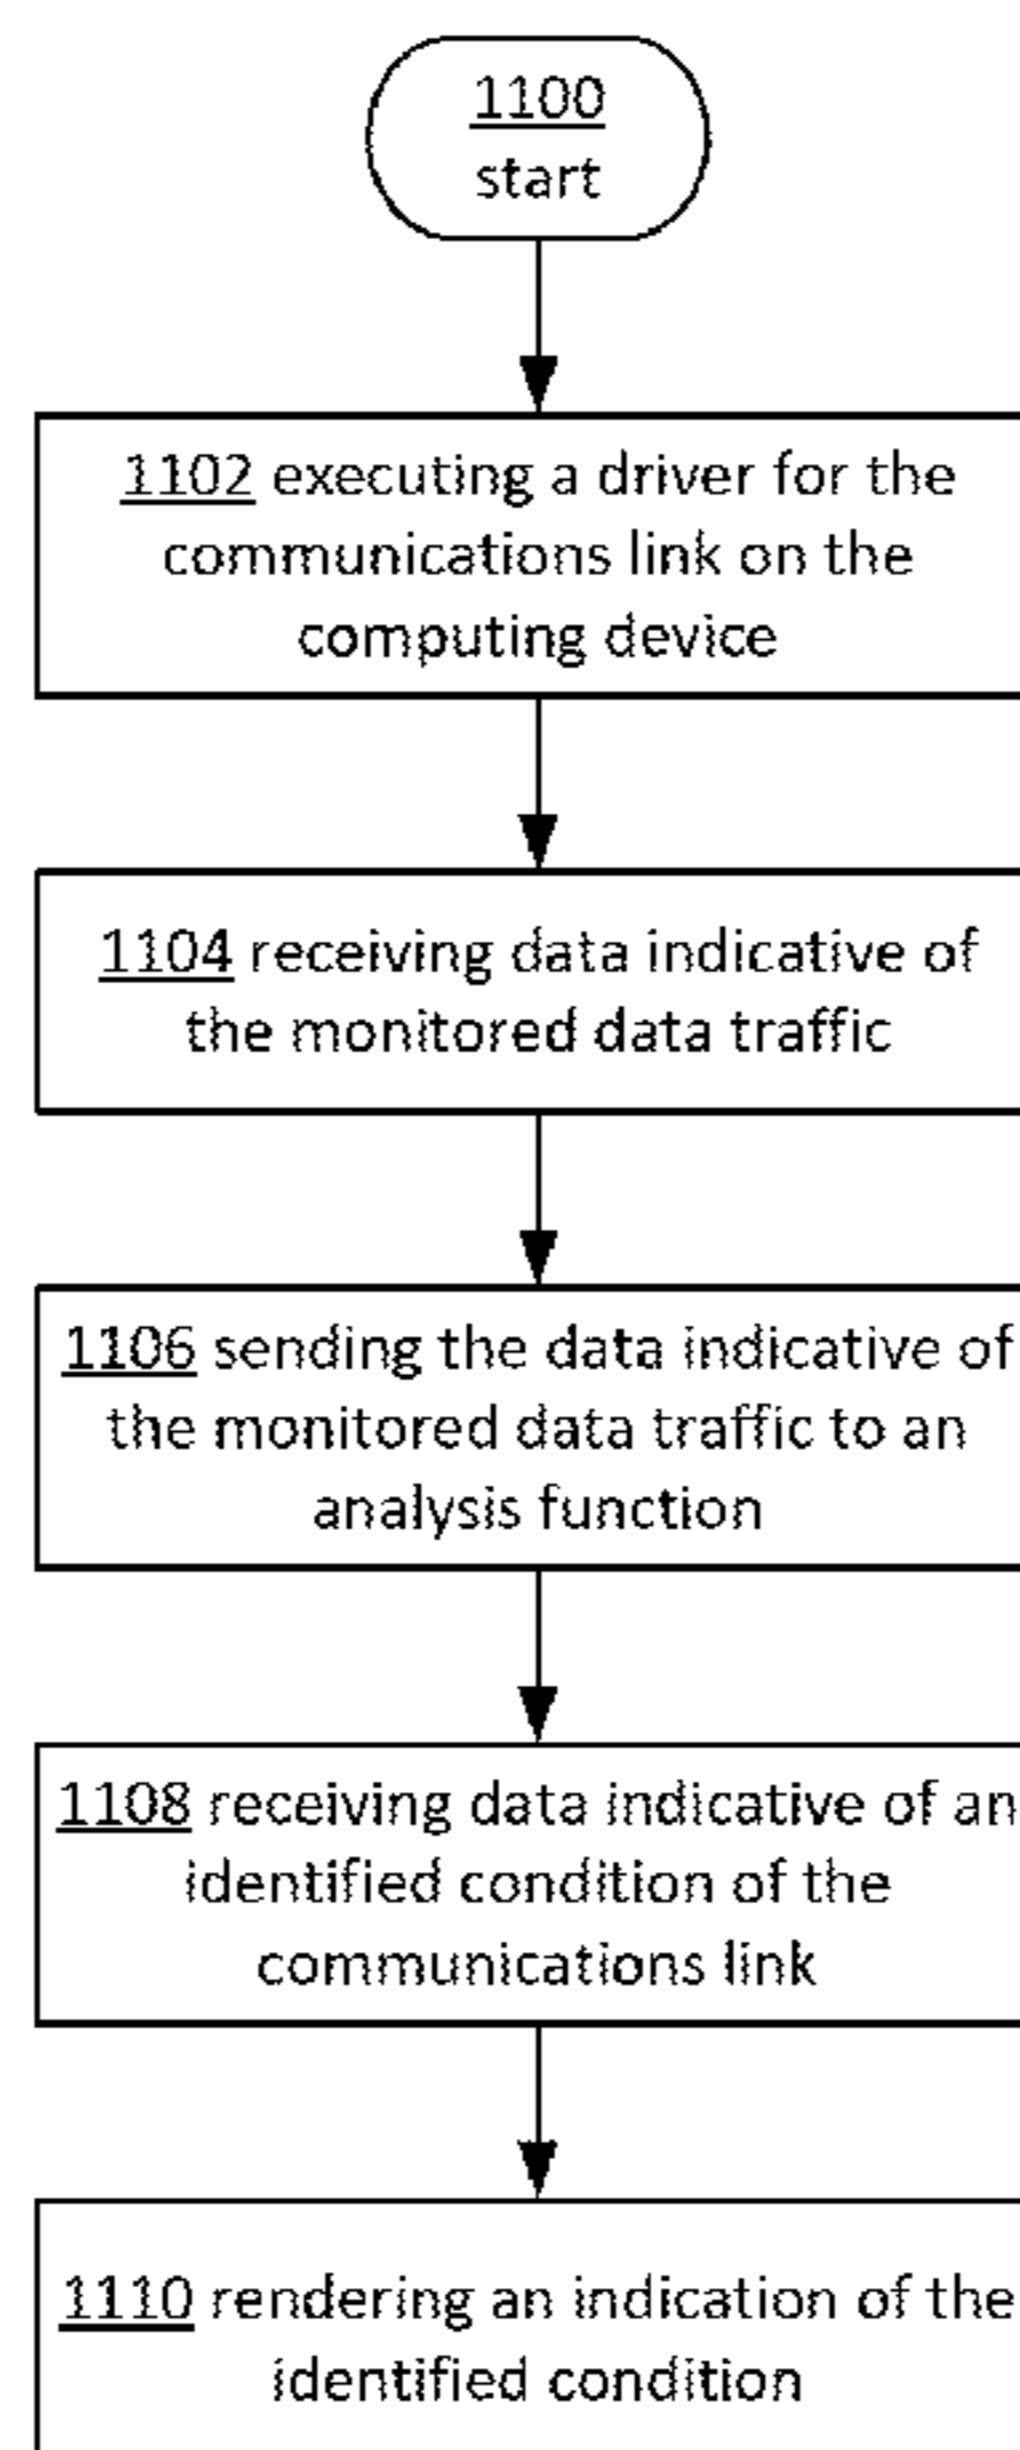 1100
start
1102 executing a driver for the
communications link on the
computing device
1104 receiving data indicative of
the monitored data traffic
1106 sending the data indicative of
the monitored data traffic to an
analysis function
1108 receiving data indicative of an
identified condition of the
communications link
1110 rendering an indication of the
identified condition